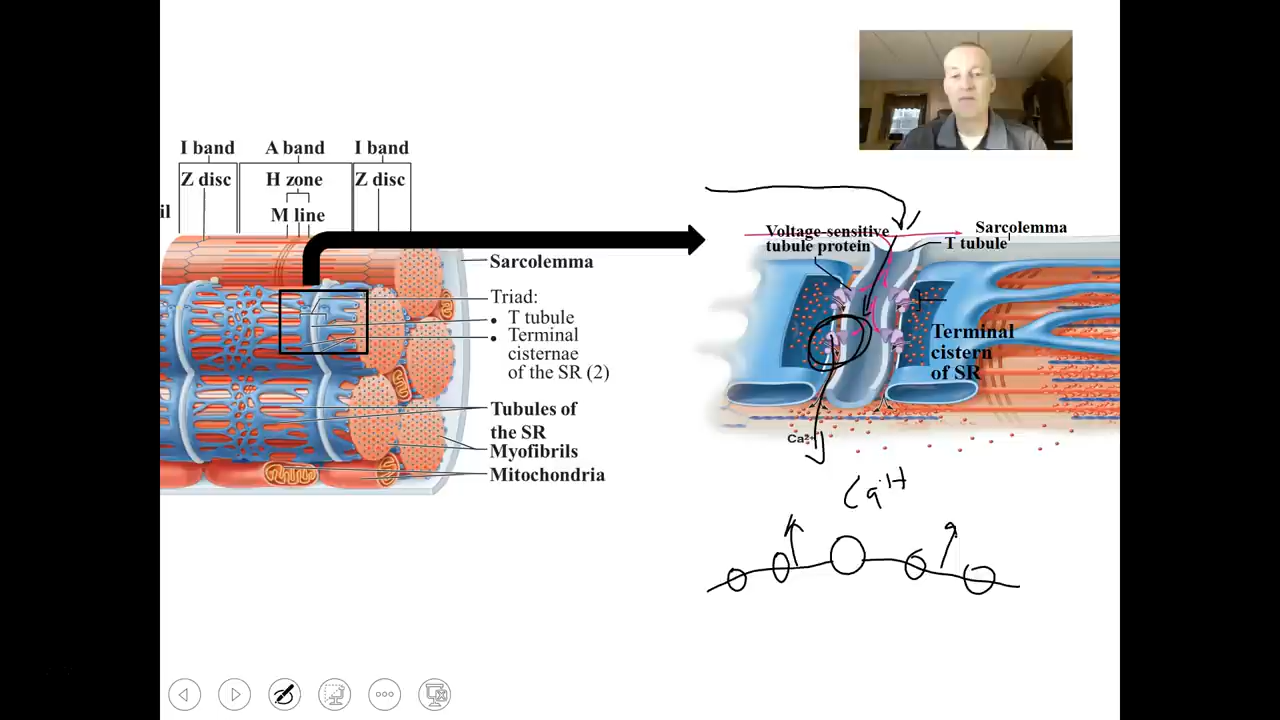 I band
A band
I band
Z disc
H zone
Z disc
il
M line
Sarcolemma
Triad:
• T tubule
• Terminal
cisternae
of the SR (2)
Tubules of
the SR
Myofibrils
Mitochondria
Voltage-sensitive
tubule protein
Sarcolemma
T tubule
Terminal
cistern
of SR
Ca2+